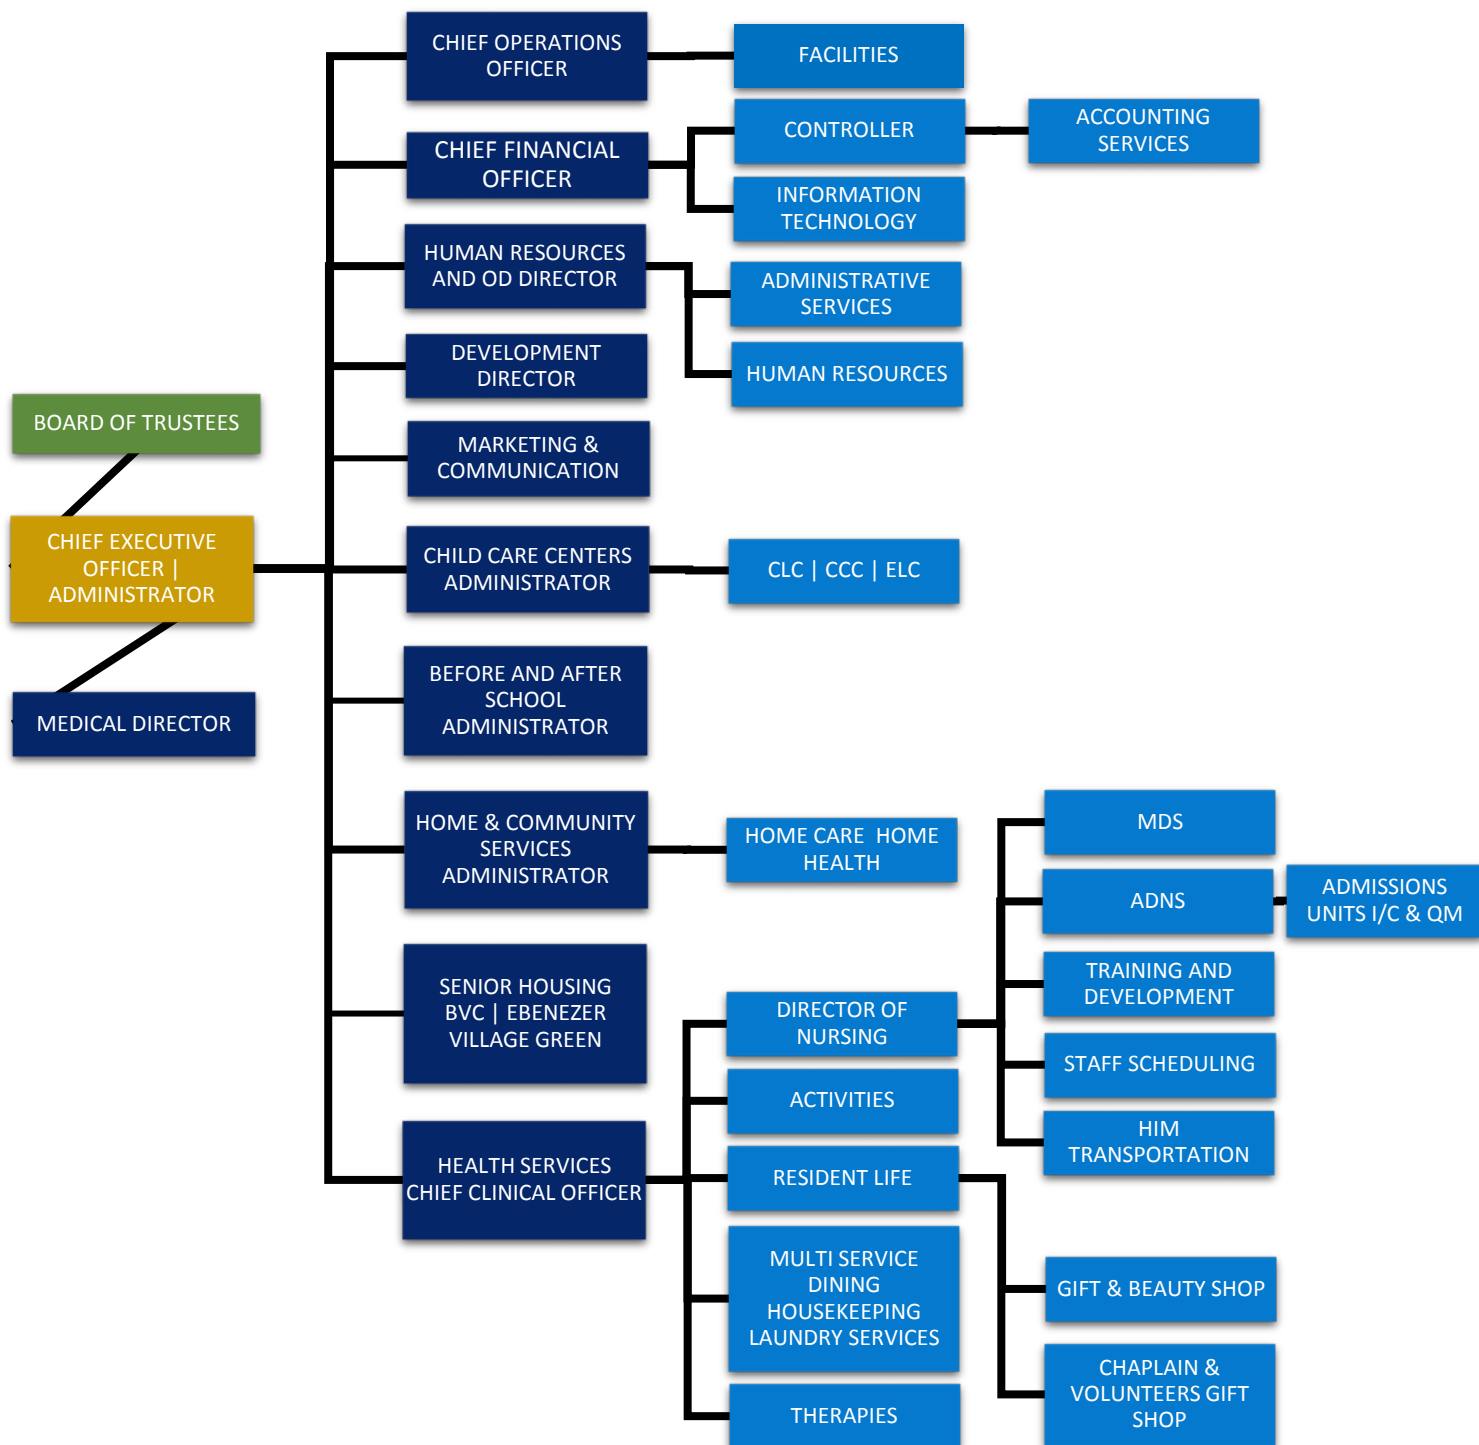 BOARD OF TRUSTEES
CHIEF EXECUTIVE
OFFICER |
ADMINISTRATOR
MEDICAL DIRECTOR
CHIEF OPERATIONS
OFFICER
FACILITIES
CHIEF FINANCIAL
OFFICER
CONTROLLER
ACCOUNTING
SERVICES
INFORMATION
TECHNOLOGY
HUMAN RESOURCES
AND OD DIRECTOR
ADMINISTRATIVE
SERVICES
HUMAN RESOURCES
DEVELOPMENT
DIRECTOR
MARKETING &
COMMUNICATION
CHILD CARE CENTERS
ADMINISTRATOR
CLC | CCC | ELC
BEFORE AND AFTER
SCHOOL
ADMINISTRATOR
HOME & COMMUNITY
SERVICES
ADMINISTRATOR
HOME CARE  HOME
HEALTH
SENIOR HOUSING
BVC | EBENEZER
VILLAGE GREEN
HEALTH SERVICES
CHIEF CLINICAL OFFICER
DIRECTOR OF
NURSING
MDS
ADNS
ADMISSIONS
UNITS I/C & QM
TRAINING AND
DEVELOPMENT
STAFF SCHEDULING
HIM
TRANSPORTATION
ACTIVITIES
RESIDENT LIFE
GIFT & BEAUTY SHOP
CHAPLAIN &
VOLUNTEERS GIFT
SHOP
MULTI SERVICE
DINING
HOUSEKEEPING
LAUNDRY SERVICES
THERAPIES